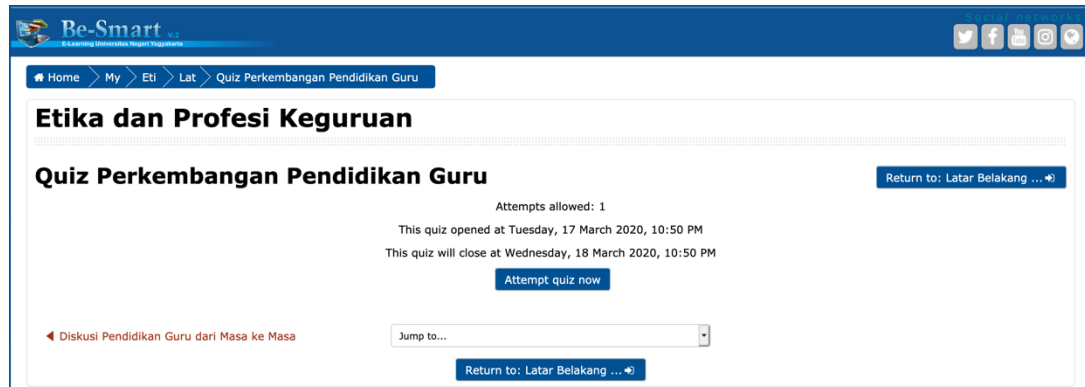 Social networks
Be-Smart v.2
E-Learning Universitas Negeri Yogyakarta
Home My Eti Lat Quiz Perkembangan Pendidikan Guru
Etika dan Profesi Keguruan
Quiz Perkembangan Pendidikan Guru
Return to: Latar Belakang ...
Attempts allowed: 1
This quiz opened at Tuesday, 17 March 2020, 10:50 PM
This quiz will close at Wednesday, 18 March 2020, 10:50 PM
Attempt quiz now
◀ Diskusi Pendidikan Guru dari Masa ke Masa
Jump to...
Return to: Latar Belakang ...